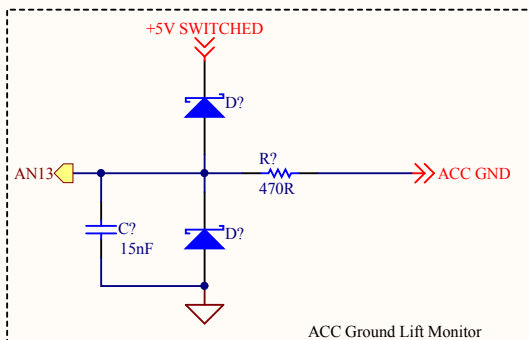 +5V SWITCHED
D?
R?
AN13
470R
ACC GND
C?
15nF
D?
ACC Ground Lift Monitor